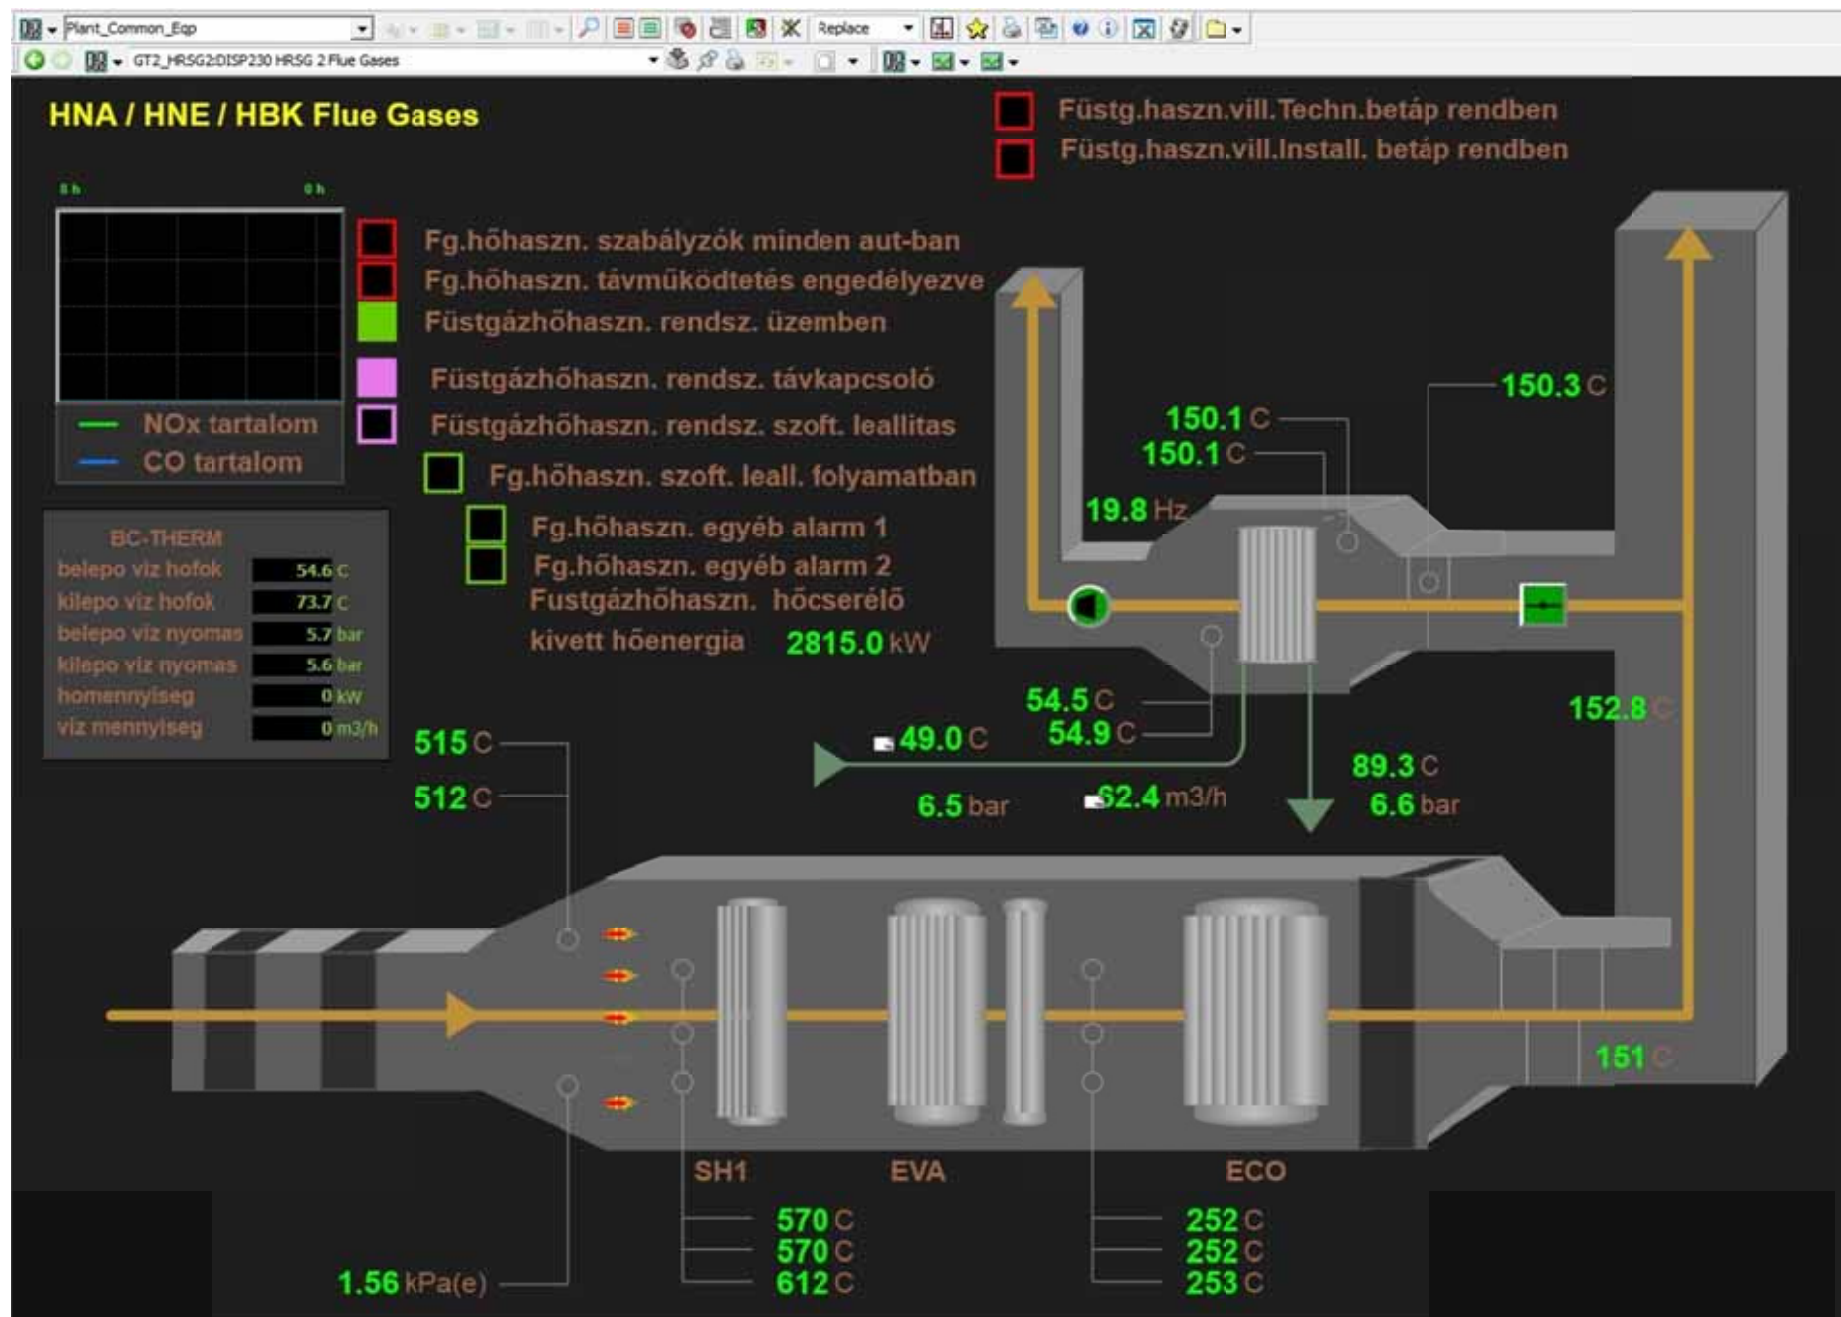 Plant_Common_Eqp
Replace
GT2_HRSG2:DISP230 HRSG 2 Flue Gases
HNA / HNE / HBK Flue Gases
Füstg.haszn.vill.Techn.betáp rendben
Füstg.haszn.vill.Install. betáp rendben
8 h
0 h
Fg.hőhaszn. szabályzók minden aut-ban
Fg.hőhaszn. távműködtetés engedélyezve
Füstgázhőhaszn. rendsz. üzemben
Füstgázhőhaszn. rendsz. távkapcsoló
Füstgázhőhaszn. rendsz. szoft. leallitas
NOx tartalom
CO tartalom
Fg.hőhaszn. szoft. leall. folyamatban
Fg.hőhaszn. egyéb alarm 1
Fg.hőhaszn. egyéb alarm 2
Fustgázhőhaszn. hőcserélő
kivett hőenergia 2815.0 kW
BC-THERM
belepo viz hofok 54.6 C
kilepo viz hofok 73.7 C
belepo viz nyomas 5.7 bar
kilepo viz nyomas 5.6 bar
homennyiseg 0 kW
viz mennyiseg 0 m3/h
150.3 C
150.1 C
150.1 C
19.8 Hz
54.5 C
54.9 C
49.0 C
6.5 bar
62.4 m3/h
89.3 C
6.6 bar
152.8 C
515 C
512 C
151 C
SH1
EVA
ECO
570 C
570 C
612 C
252 C
252 C
253 C
1.56 kPa(e)